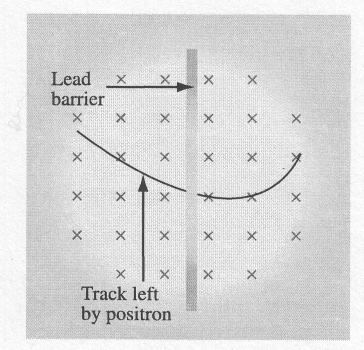 Lead
barrier
Track left
by positron